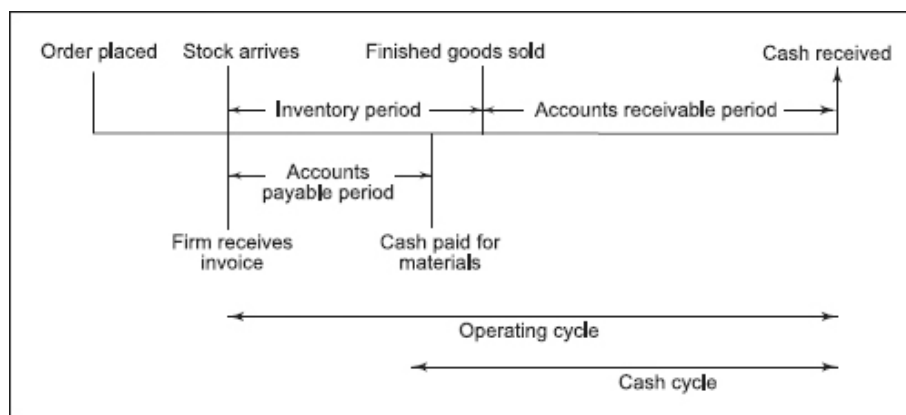 Order placed
Stock arrives
Finished goods sold
Cash received
Inventory period
Accounts receivable period
Accounts
payable period
Firm receives
invoice
Cash paid for
materials
Operating cycle
Cash cycle